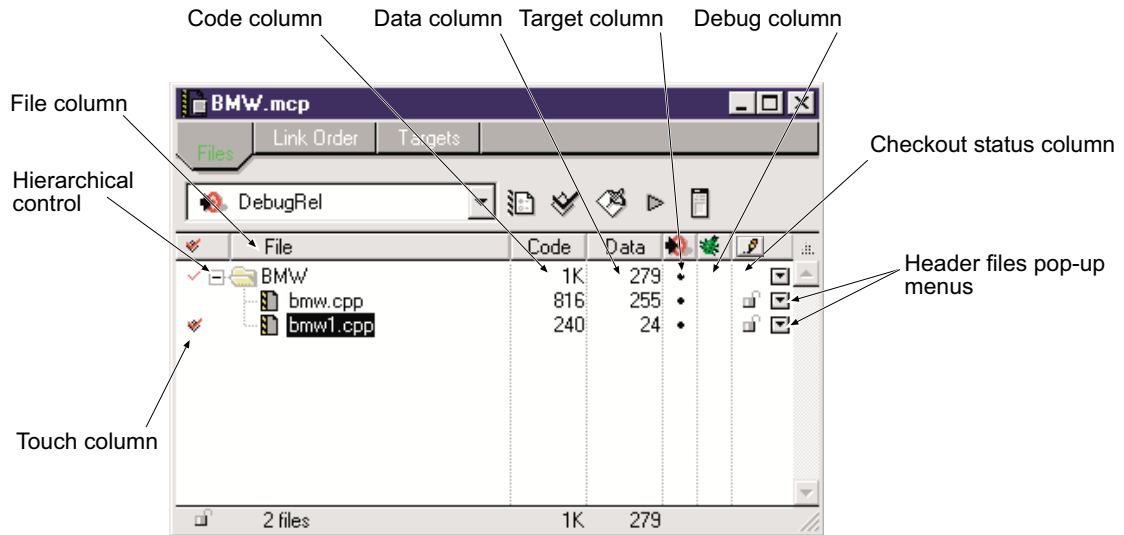 Code column Data column Target column Debug column
File column
BMW.mcp
Files Link Order Targets
Checkout status column
Hierarchical
control
DebugRel
File Code Data
Header files pop-up
menus
BMW 1K 279
bmw.cpp 816 255
bmw1.cpp 240 24
Touch column
2 files 1K 279